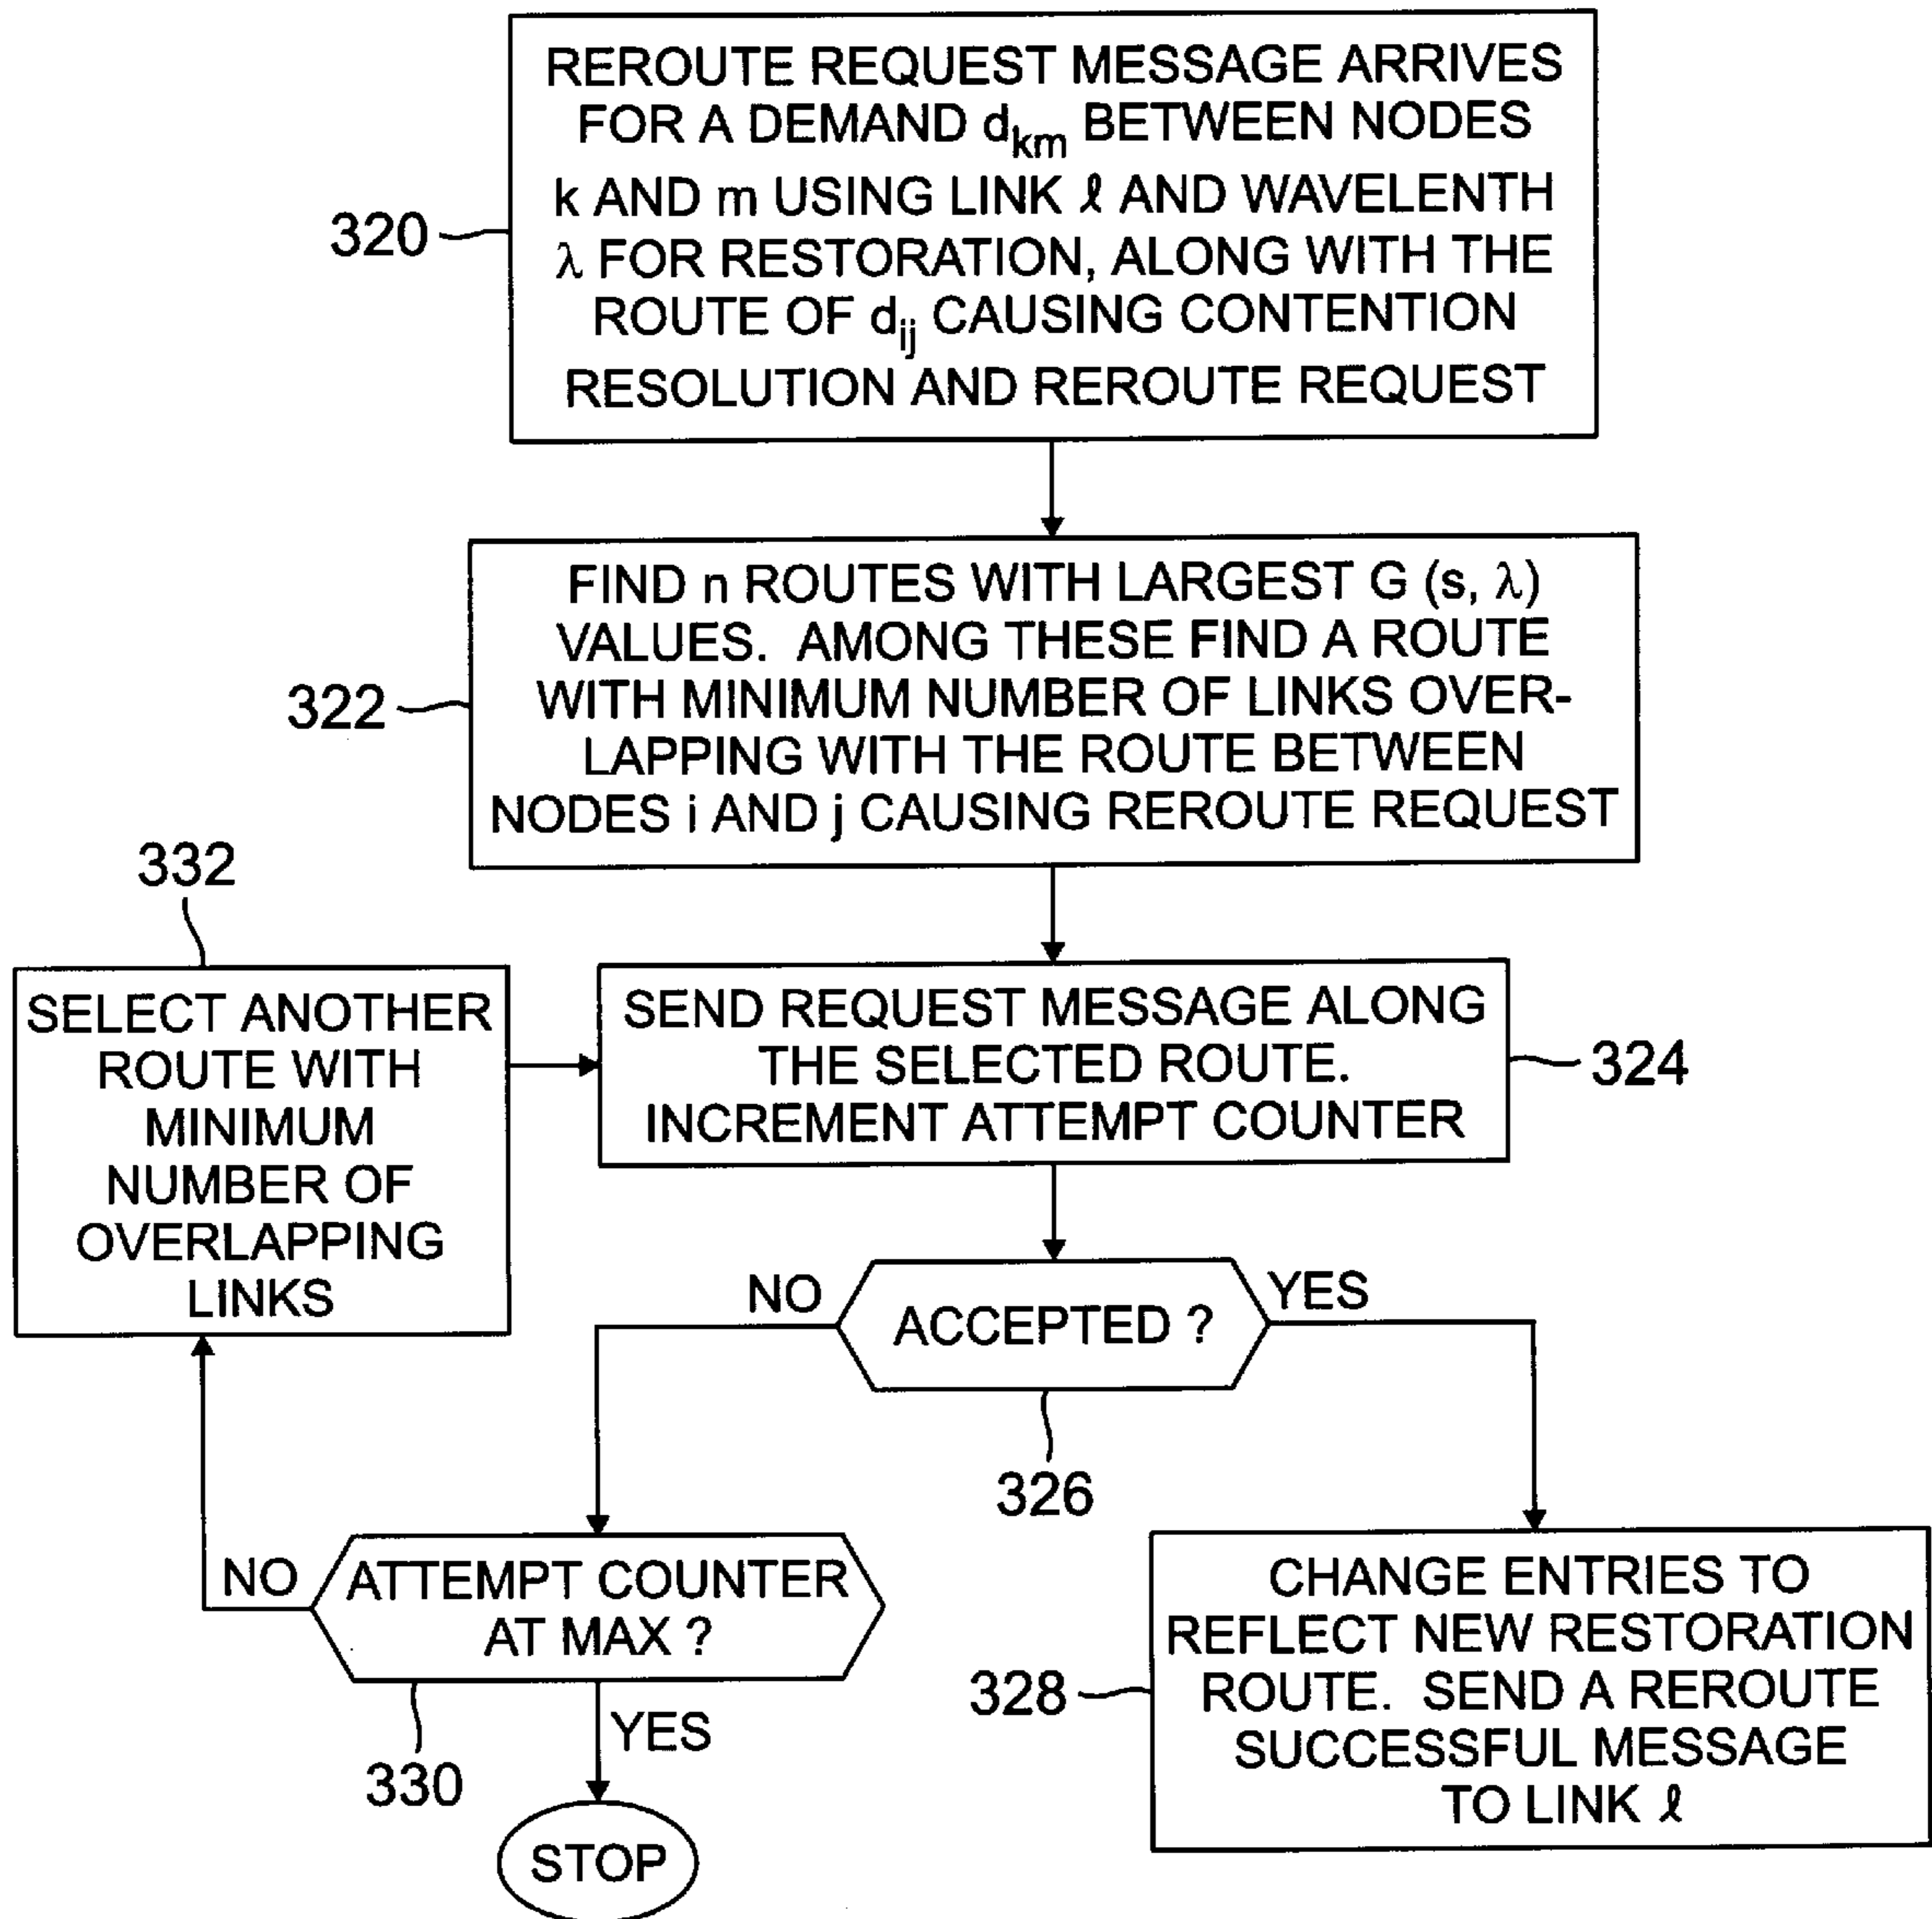 REROUTE REQUEST MESSAGE ARRIVES
FOR A DEMAND dkm BETWEEN NODES
k AND m USING LINK ℓ AND WAVELENTH
λ FOR RESTORATION, ALONG WITH THE
ROUTE OF dij CAUSING CONTENTION
RESOLUTION AND REROUTE REQUEST
320
FIND n ROUTES WITH LARGEST G (s, λ)
VALUES. AMONG THESE FIND A ROUTE
WITH MINIMUM NUMBER OF LINKS OVER-
LAPPING WITH THE ROUTE BETWEEN
NODES i AND j CAUSING REROUTE REQUEST
322
332
SELECT ANOTHER
ROUTE WITH
MINIMUM
NUMBER OF
OVERLAPPING
LINKS
SEND REQUEST MESSAGE ALONG
THE SELECTED ROUTE.
INCREMENT ATTEMPT COUNTER
324
NO
ACCEPTED ?
YES
326
NO
ATTEMPT COUNTER
AT MAX ?
330
YES
STOP
CHANGE ENTRIES TO
REFLECT NEW RESTORATION
ROUTE. SEND A REROUTE
SUCCESSFUL MESSAGE
TO LINK ℓ
328